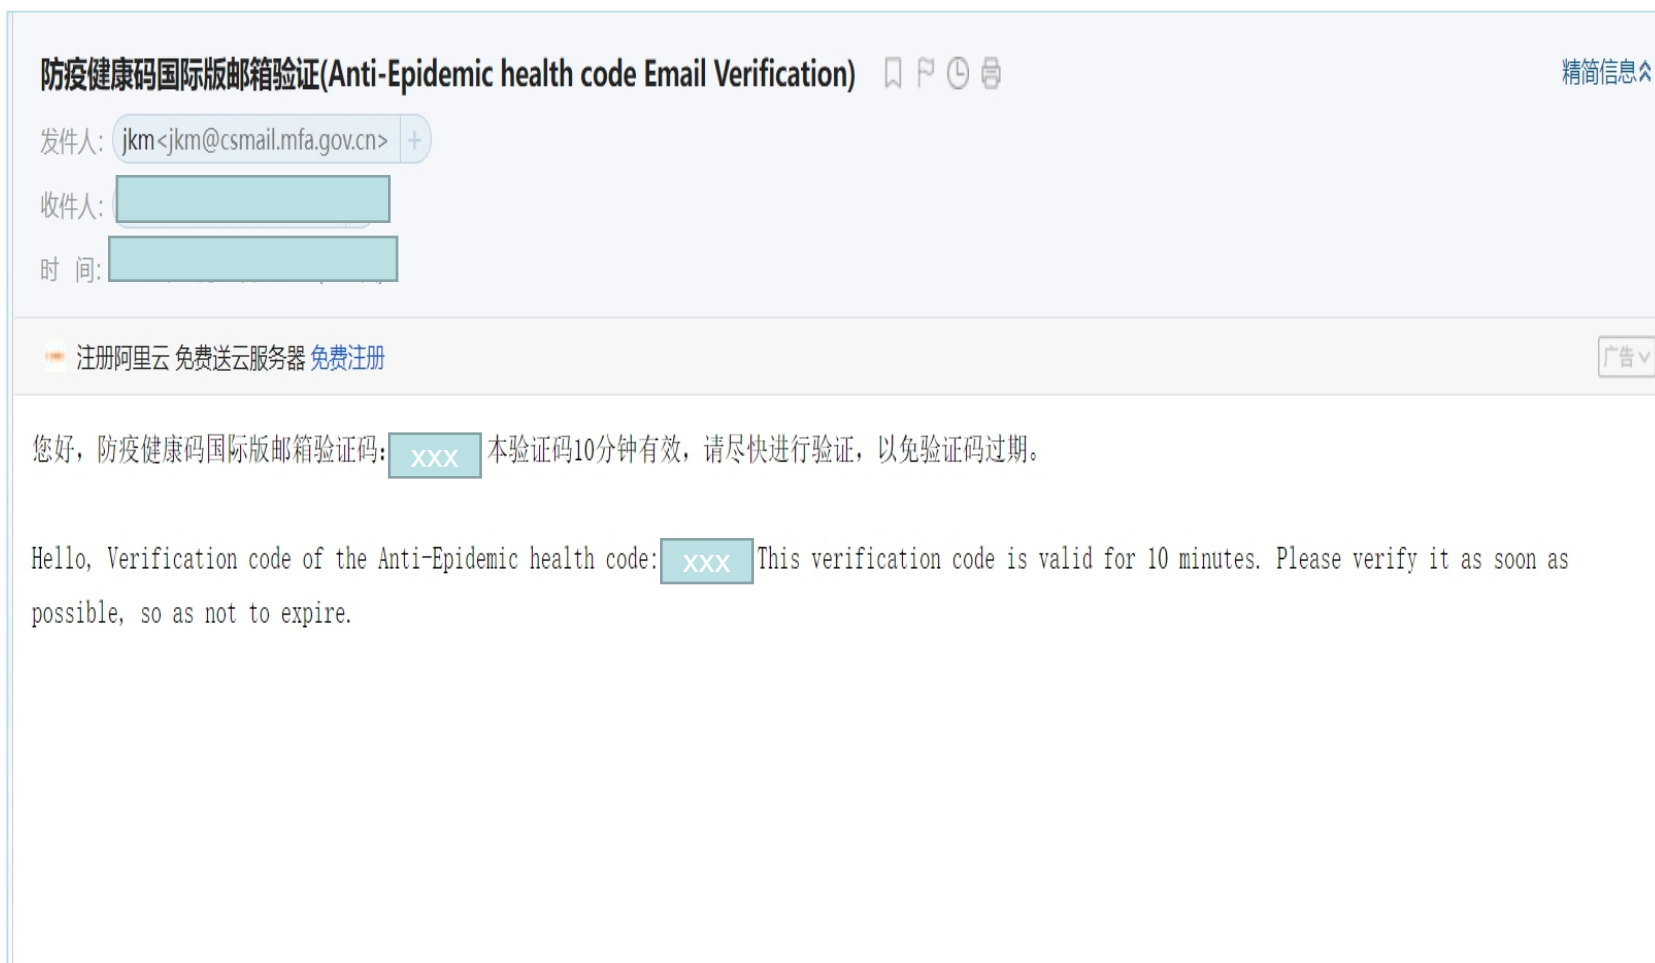 防疫健康码国际版邮箱验证(Anti-Epidemic health code Email Verification)
精简信息
发件人: jkm<jkm@csmail.mfa.gov.cn> +
收件人:
时 间:
注册阿里云 免费送云服务器 免费注册
广告
您好，防疫健康码国际版邮箱验证码: XXX 本验证码10分钟有效，请尽快进行验证，以免验证码过期。
Hello, Verification code of the Anti-Epidemic health code: XXX This verification code is valid for 10 minutes. Please verify it as soon as
possible, so as not to expire.